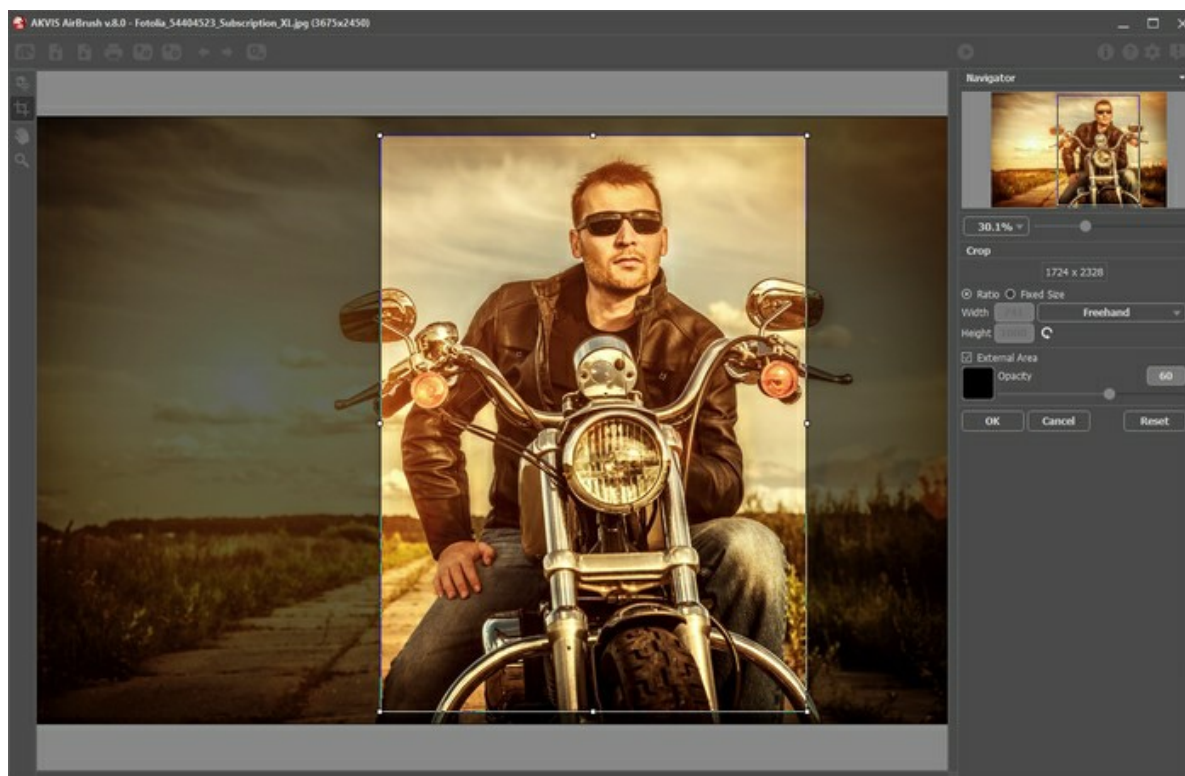 AKVIS AirBrush v.8.0 - Fotolia_54404523_Subscription_XL.jpg (3675x2450)
Navigator
30.1%
Crop
1724 x 2328
Ratio Fixed Size
Width Freehand
Height
External Area
Opacity 60
OK Cancel Reset